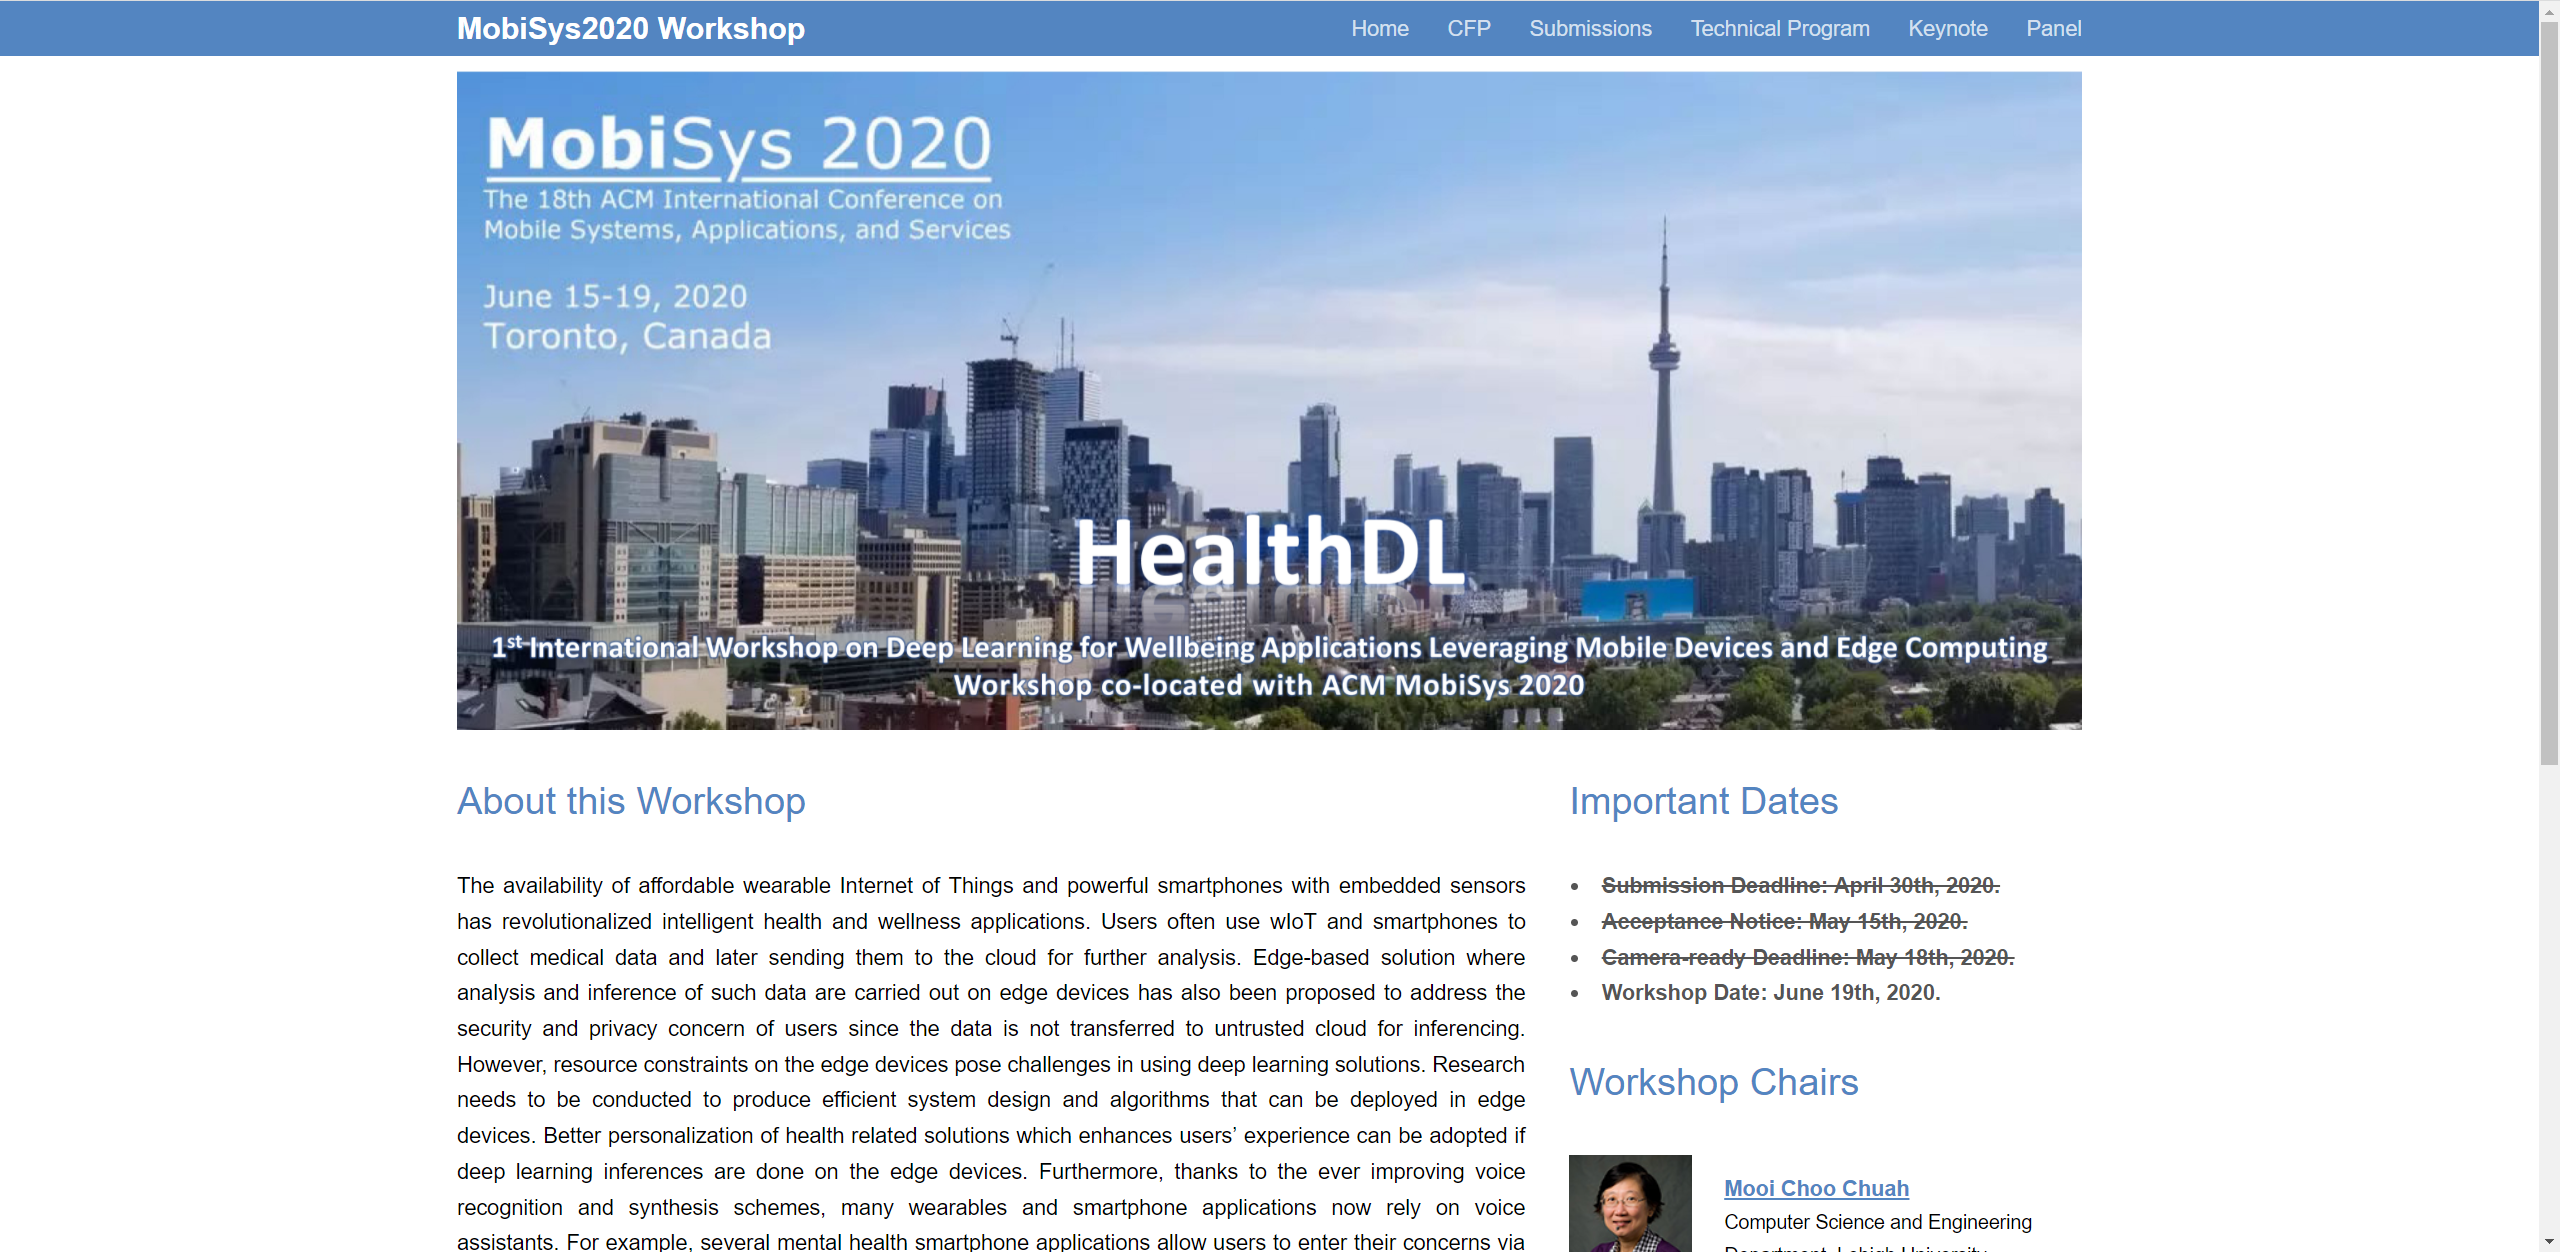 MobiSys2020 Workshop
Home CFP Submissions Technical Program Keynote Panel
MobiSys 2020
The 18th ACM International Conference on
Mobile Systems, Applications, and Services
June 15-19, 2020
Toronto, Canada
HealthDL
1st International Workshop on Deep Learning for Wellbeing Applications Leveraging Mobile Devices and Edge Computing
Workshop co-located with ACM MobiSys 2020
About this Workshop
The availability of affordable wearable Internet of Things and powerful smartphones with embedded sensors
has revolutionalized intelligent health and wellness applications. Users often use wIoT and smartphones to
collect medical data and later sending them to the cloud for further analysis. Edge-based solution where
analysis and inference of such data are carried out on edge devices has also been proposed to address the
security and privacy concern of users since the data is not transferred to untrusted cloud for inferencing.
However, resource constraints on the edge devices pose challenges in using deep learning solutions. Research
needs to be conducted to produce efficient system design and algorithms that can be deployed in edge
devices. Better personalization of health related solutions which enhances users’ experience can be adopted if
deep learning inferences are done on the edge devices. Furthermore, thanks to the ever improving voice
recognition and synthesis schemes, many wearables and smartphone applications now rely on voice
assistants. For example, several mental health smartphone applications allow users to enter their concerns via
Important Dates
• Submission Deadline: April 30th, 2020.
• Acceptance Notice: May 15th, 2020.
• Camera-ready Deadline: May 18th, 2020.
• Workshop Date: June 19th, 2020.
Workshop Chairs
Mooi Choo Chuah
Computer Science and Engineering
Department, Lehigh University